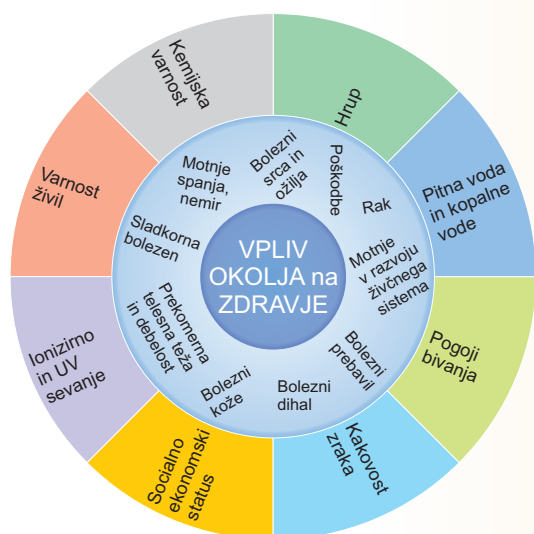 Kemijska
varnost
Hrup
Pitna voda
in kopalne
vode
Pogoji
bivanja
Kakovost
zraka
Socialno
ekonomski
status
Ionizirno
in UV
sevanje
Varnost
živil
Bolezni
srca in
ožilja
Poškodbe
Rak
Motnje
v razvoju
živčnega
sistema
Bolezni
prebavil
Bolezni
dihal
Bolezni
kože
Prekomerna
telesna teža
in debelost
Sladkorna
bolezen
Motnje
spanja,
nemir
VPLIV
OKOLJA na
ZDRAVJE